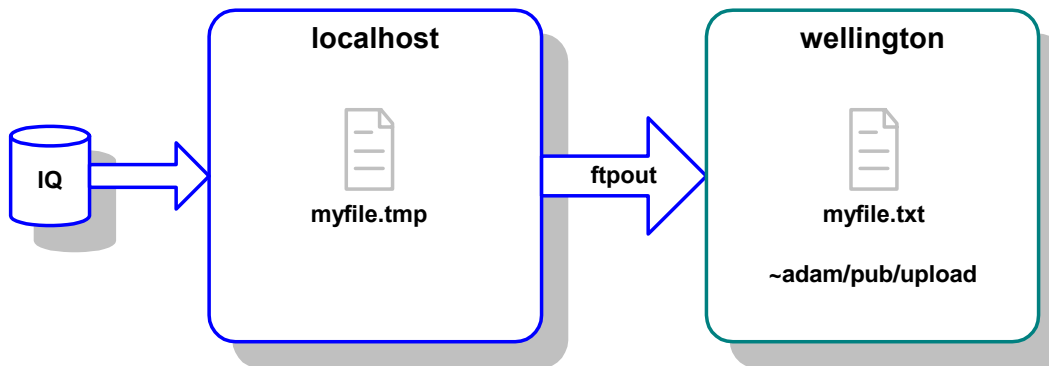 localhost
wellington
IQ
ftpout
myfile.tmp
myfile.txt
~adam/pub/upload